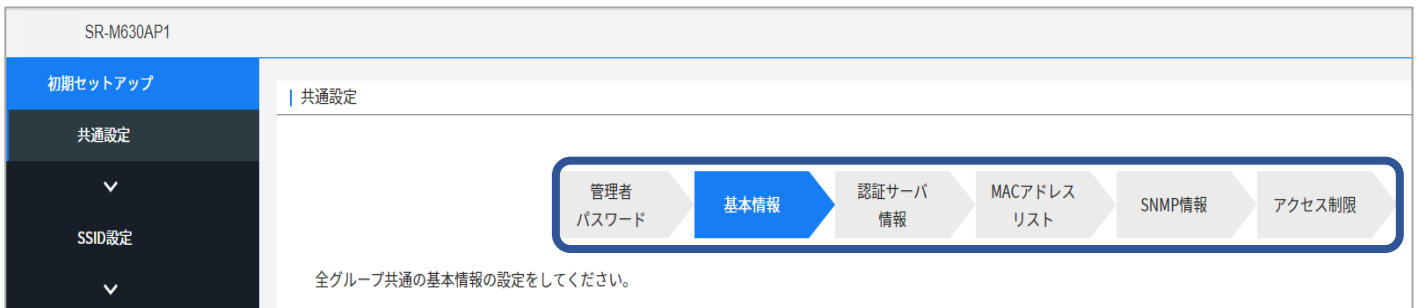 SR-M630AP1
初期セットアップ
共通設定
SSID設定
共通設定
管理者
パスワード
基本情報
認証サーバ
情報
MACアドレス
リスト
SNMP情報
アクセス制限
全グループ共通の基本情報の設定をしてください。